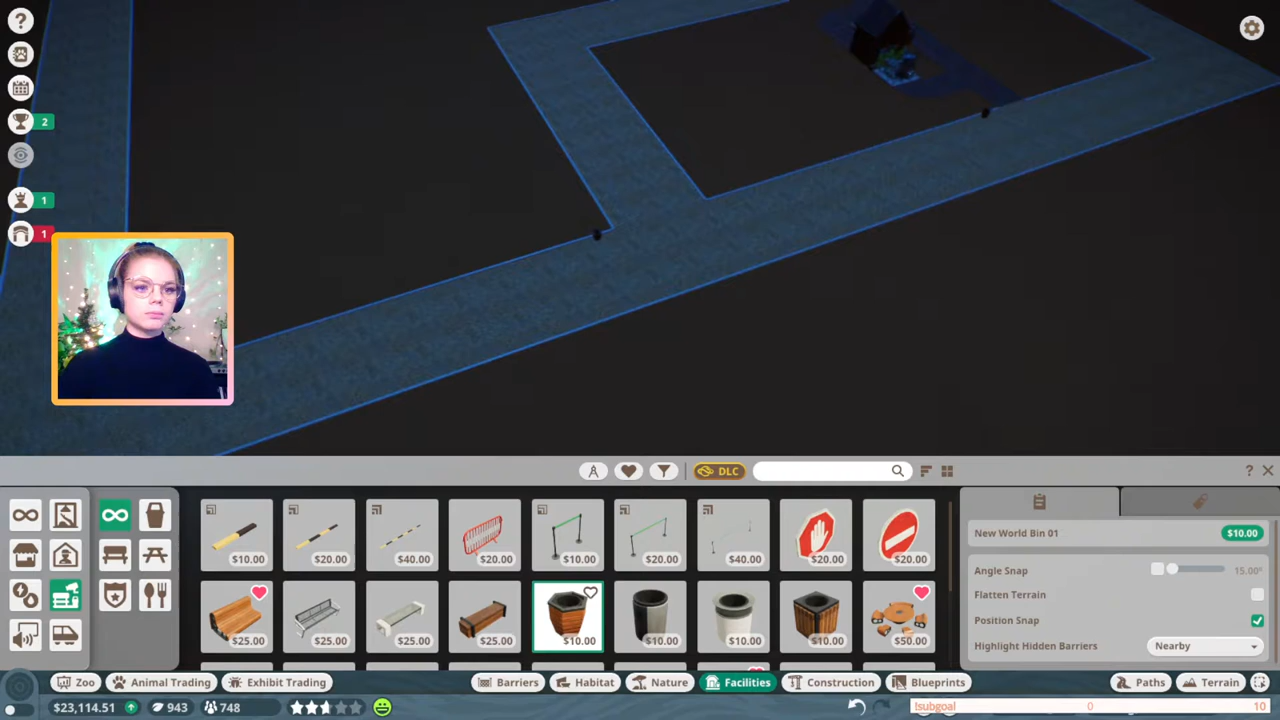 ?
2
1
1
DLC
?
$10.00
$20.00
$40.00
$20.00
$10.00
$20.00
$40.00
$20.00
$20.00
$25.00
$25.00
$25.00
$25.00
$10.00
$10.00
$10.00
$10.00
$50.00
New World Bin 01
$10.00
Angle Snap
15.00°
Flatten Terrain
Position Snap
Highlight Hidden Barriers
Nearby
Zoo
Animal Trading
Exhibit Trading
Barriers
Habitat
Nature
Facilities
Construction
Blueprints
Paths
Terrain
$23,114.51
943
748
!subgoal 0 10